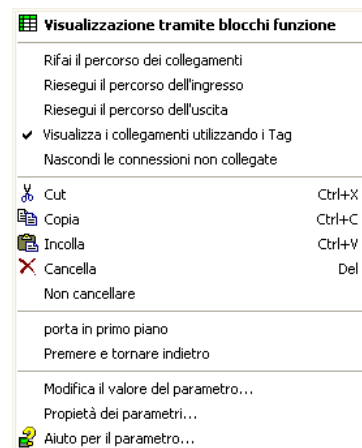 Visualizzazione tramite blocchi funzione
Rifai il percorso dei collegamenti
Riesegui il percorso dell'ingresso
Riesegui il percorso dell'uscita
Visualizza i collegamenti utilizzando i Tag
Nascondi le connessioni non collegate
Cut Ctrl+X
Copia Ctrl+C
Incolla Ctrl+V
Cancella Del
Non cancellare
porta in primo piano
Premere e tornare indietro
Modifica il valore del parametro...
Propietà dei parametri...
Aiuto per il parametro...